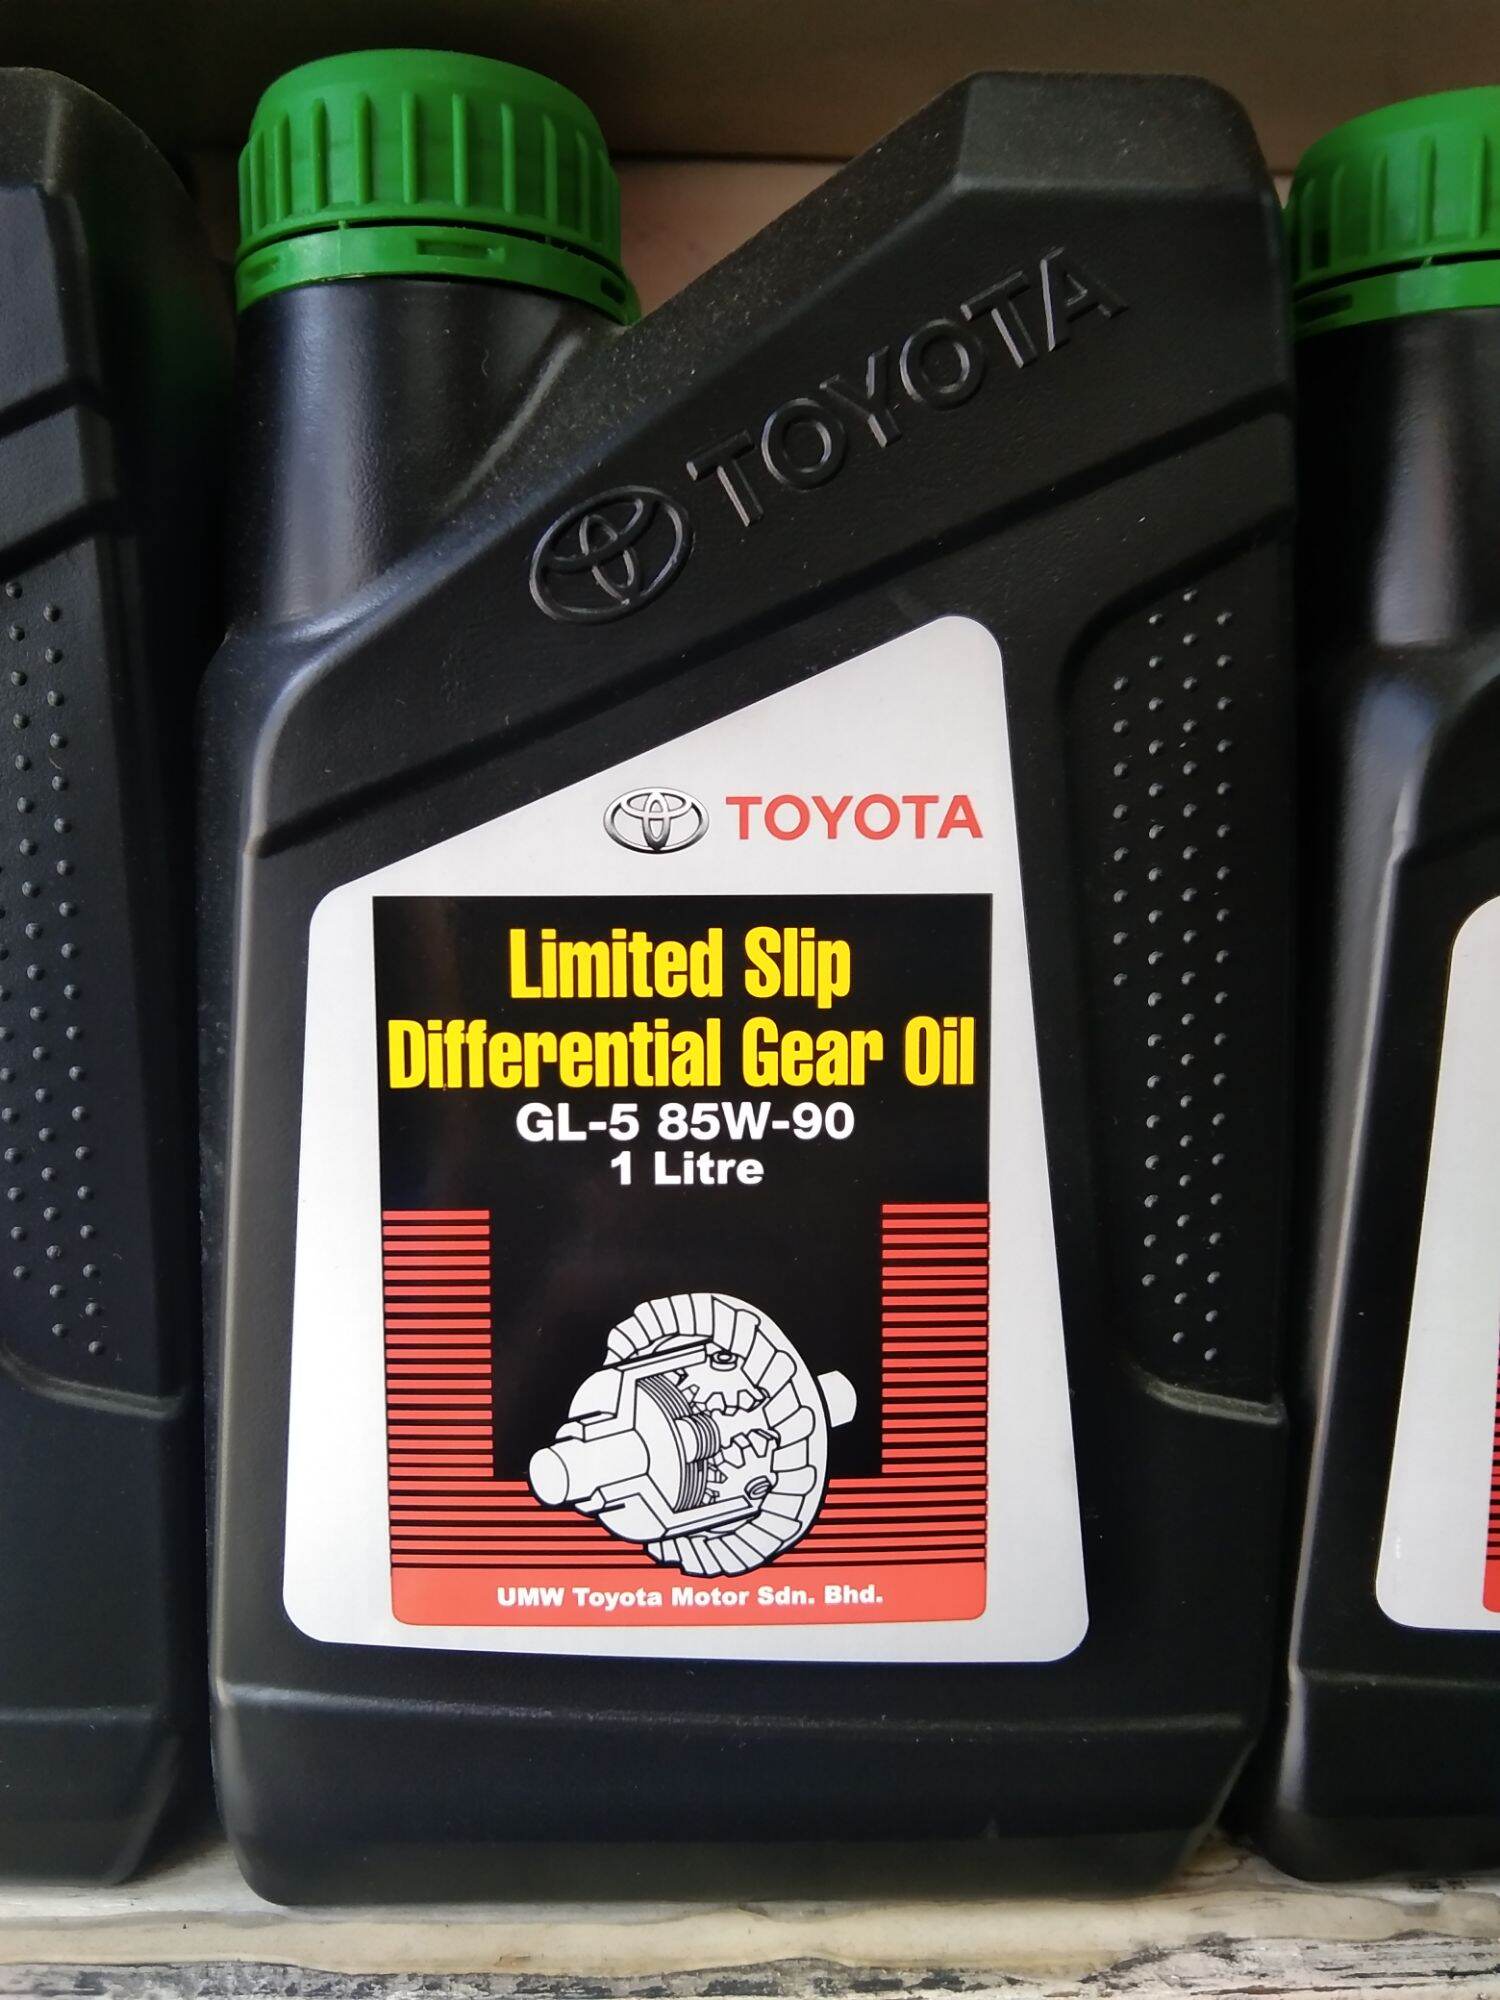 TOYOTA
TOYOTA
Limited Slip
Differential Gear Oil
GL-5 85W-90
1 Litre
UMW Toyota Motor Sdn. Bhd.